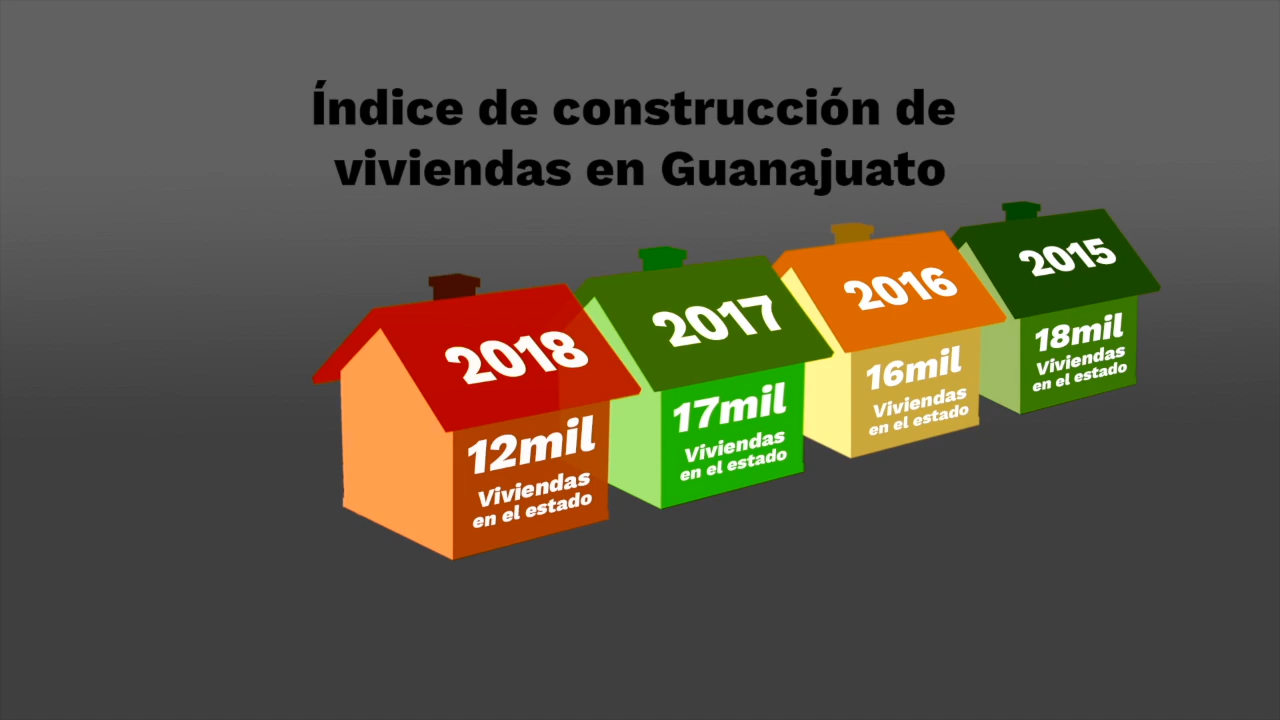 Índice de construcción de
viviendas en Guanajuato
2018
12mil
Viviendas
en el estado
2017
17mil
Viviendas
en el estado
2016
16mil
Viviendas
en el estado
2015
18mil
Viviendas
en el estado